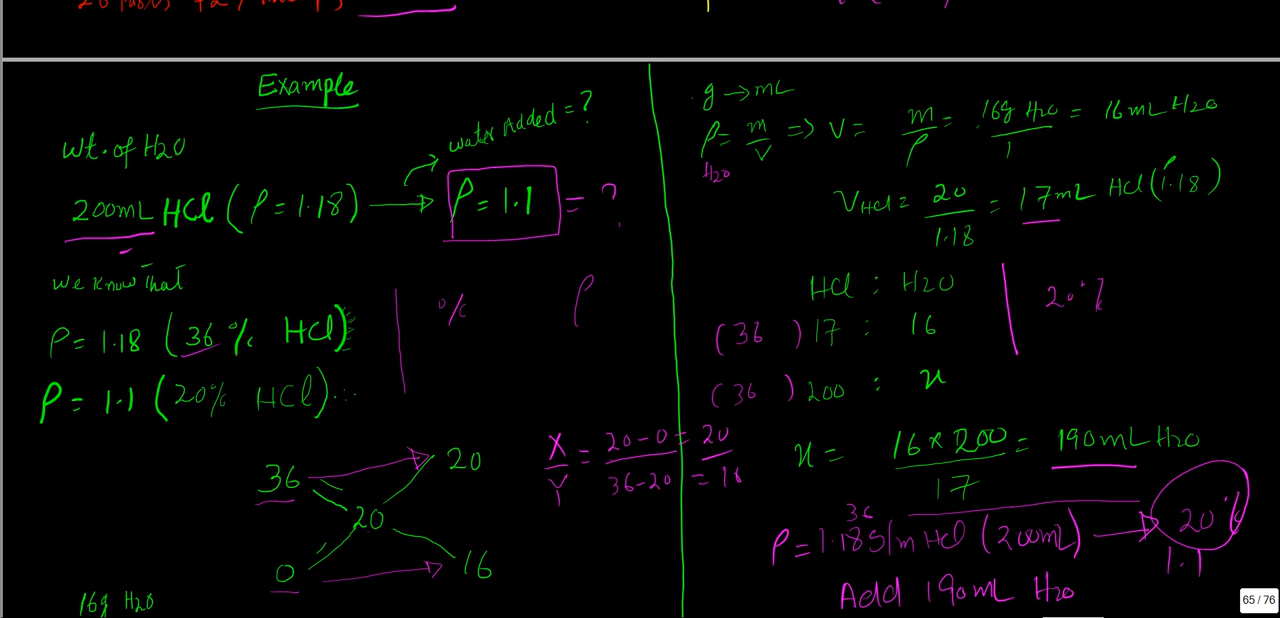 Example
Wt. of H2O
water Added = ?
200mL HCl (ρ = 1.18) → ρ = 1.1 = ?
We know That
ρ = 1.18 (36 % HCl)
% ρ
ρ = 1.1 (20% HCl) ...
36 → 20
20
0 → 16
X/Y = 20-0/36-20 = 20/16
16g H2O
g → mL
ρ = m/V => V = m/ρ = 16g H2O/1 = 16mL H2O
H2O
VHCl = 20/1.18 = 17mL HCl (1.18)
HCl : H2O
(36 ) 17 : 16
20%
(36 ) 200 : x
x = 16 × 200/17 = 190mL H2O
36
ρ = 1.18 HCl (200mL) → 20%
1.1
Add 190mL H2O
65 / 76